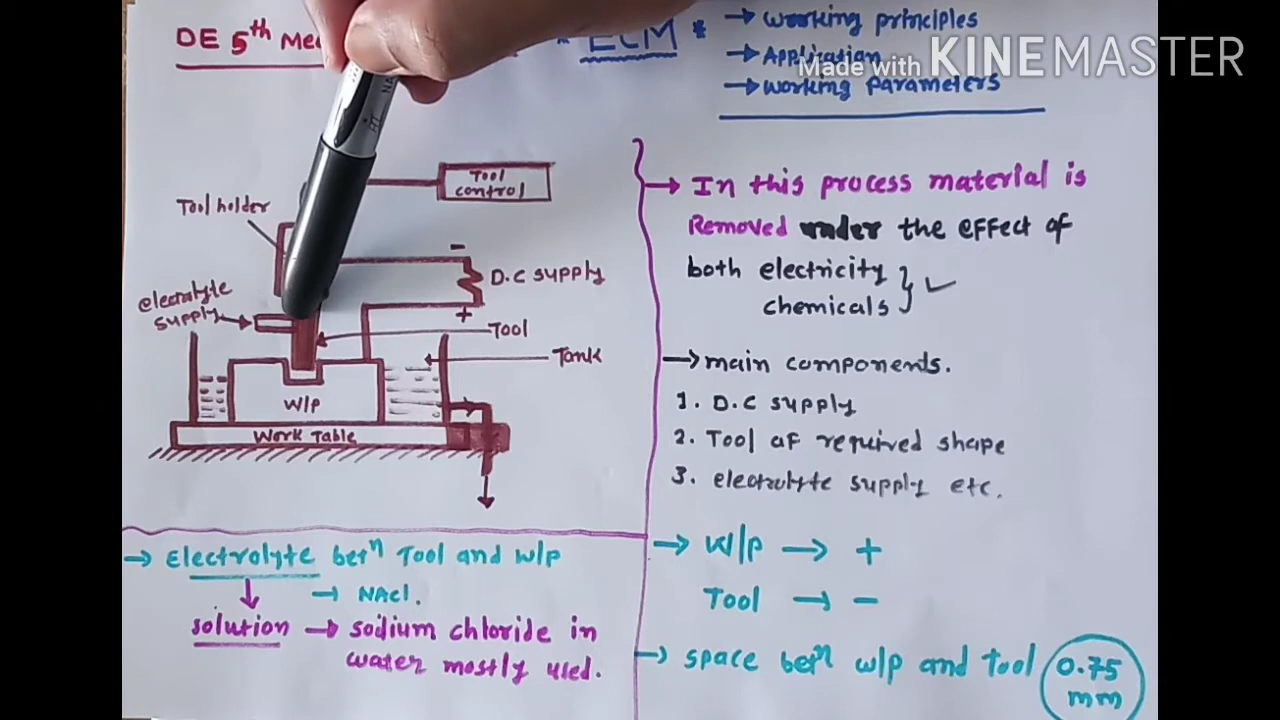 DE 5th Mec
* ECM *
→ Working principles
→ Application
→ Working Parameters
Made with KINEMASTER
Tool control
Tool holder
-
D.C supply
+
electrolyte supply
Tool
Tank
W/P
Work Table
→ Electrolyte betn Tool and W/p
→ NAcl.
solution → sodium chloride in
water mostly used.
→ In this process material is
Removed under the effect of
both electricity
chemicals
→ main components.
1. D.C supply
2. Tool of required shape
3. electrolyte supply etc.
→ W/p → +
Tool → -
→ space betn w/p and Tool 0.75 mm